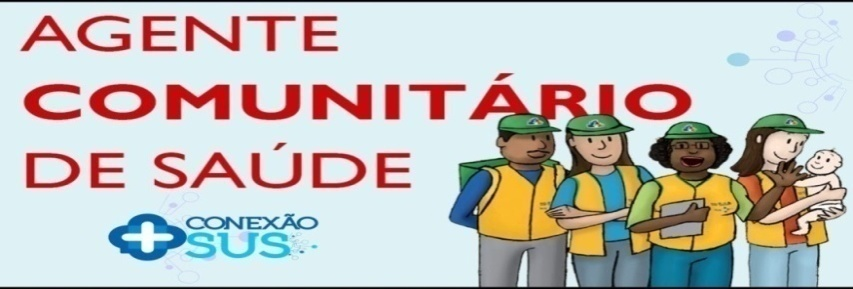 AGENTE
COMUNITÁRIO
DE SAÚDE
CONEXÃO
SUS